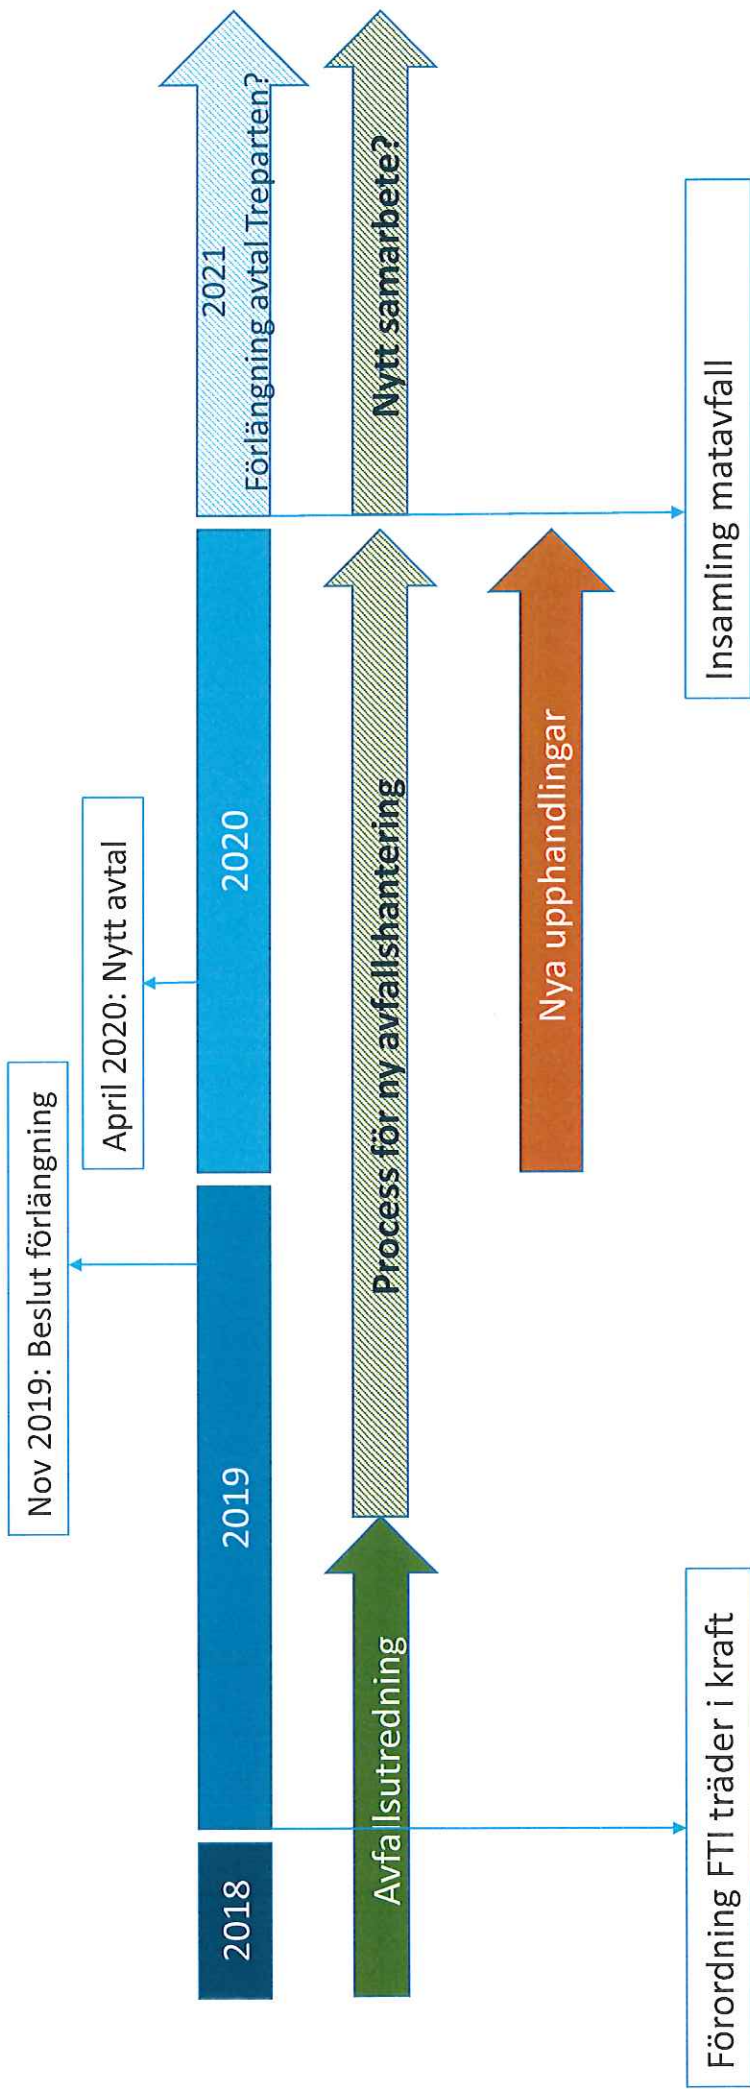 Nov 2019: Beslut förlängning
April 2020: Nytt avtal
2018
2019
2020
2021
Förlängning avtal Treparten?
Avfallsutredning
Process för ny avfallshantering
Nytt samarbete?
Nya upphandlingar
Förordning FTI träder i kraft
Insamling matavfall